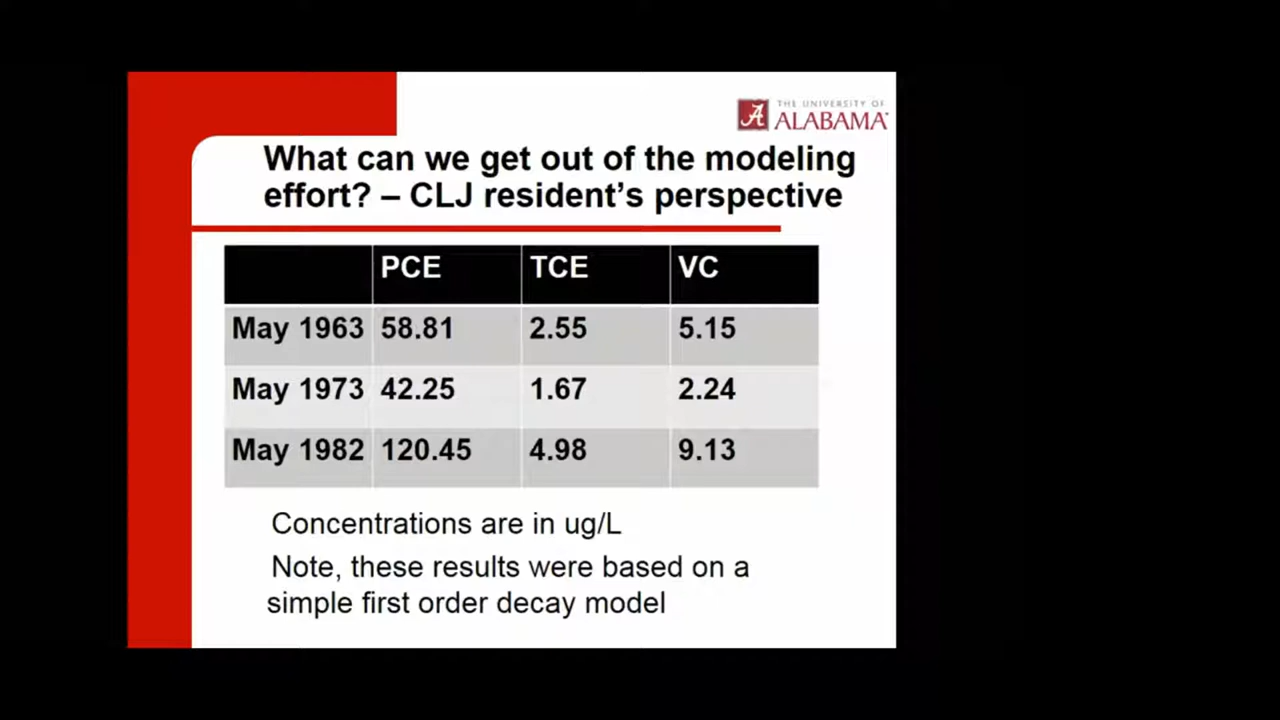 THE UNIVERSITY OF
ALABAMA
What can we get out of the modeling
effort? – CLJ resident's perspective
PCE TCE VC
May 1963 58.81 2.55 5.15
May 1973 42.25 1.67 2.24
May 1982 120.45 4.98 9.13
Concentrations are in ug/L
Note, these results were based on a
simple first order decay model